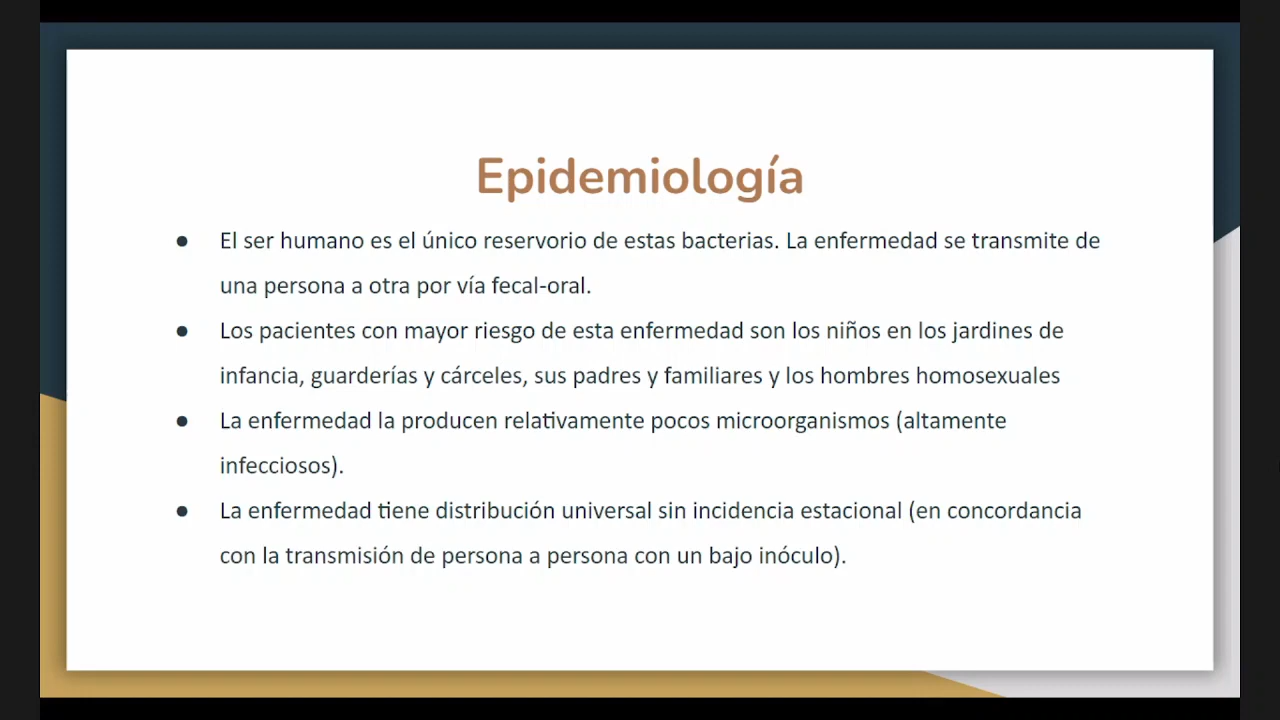 Epidemiología
● El ser humano es el único reservorio de estas bacterias. La enfermedad se transmite de
una persona a otra por vía fecal-oral.
● Los pacientes con mayor riesgo de esta enfermedad son los niños en los jardines de
infancia, guarderías y cárceles, sus padres y familiares y los hombres homosexuales
● La enfermedad la producen relativamente pocos microorganismos (altamente
infecciosos).
● La enfermedad tiene distribución universal sin incidencia estacional (en concordancia
con la transmisión de persona a persona con un bajo inóculo).